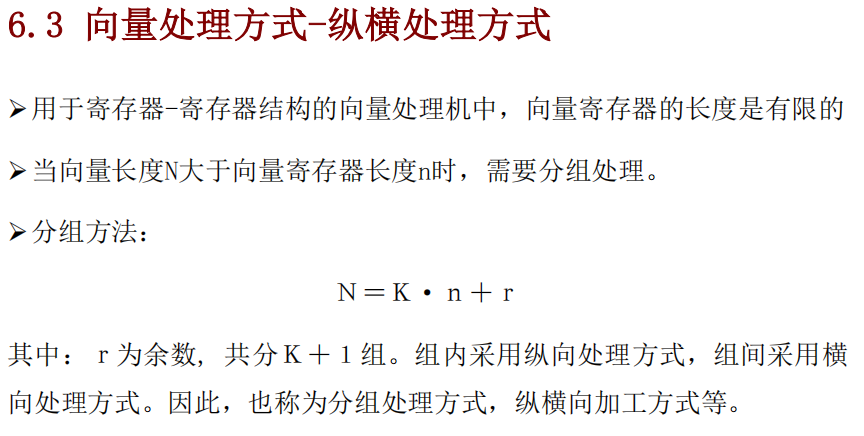 6.3 向量处理方式-纵横处理方式
➢用于寄存器-寄存器结构的向量处理机中，向量寄存器的长度是有限的
➢当向量长度N大于向量寄存器长度n时，需要分组处理。
➢分组方法：
N＝K·n＋r
其中：r为余数, 共分K＋1组。组内采用纵向处理方式，组间采用横
向处理方式。因此，也称为分组处理方式，纵横向加工方式等。